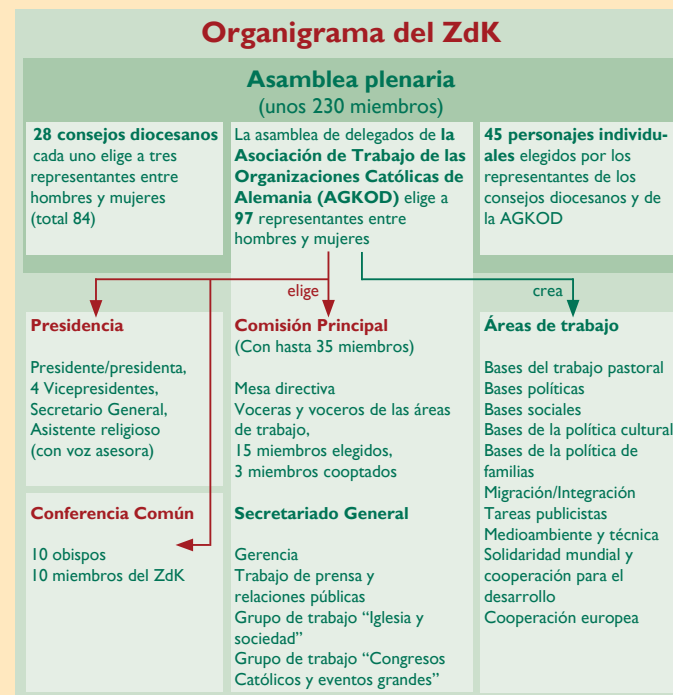 Organigrama del ZdK
Asamblea plenaria
(unos 230 miembros)
28 consejos diocesanos
cada uno elige a tres
representantes entre
hombres y mujeres
(total 84)
La asamblea de delegados de la
Asociación de Trabajo de las
Organizaciones Católicas de
Alemania (AGKOD) elige a
97 representantes entre
hombres y mujeres
45 personajes individu-
ales elegidos por los
representantes de los
consejos diocesanos y de
la AGKOD
elige
crea
Presidencia
Presidente/presidenta,
4 Vicepresidentes,
Secretario General,
Asistente religioso
(con voz asesora)
Conferencia Común
10 obispos
10 miembros del ZdK
Comisión Principal
(Con hasta 35 miembros)
Mesa directiva
Voceras y voceros de las áreas
de trabajo,
15 miembros elegidos,
3 miembros cooptados
Secretariado General
Gerencia
Trabajo de prensa y
relaciones públicas
Grupo de trabajo “Iglesia y
sociedad”
Grupo de trabajo “Congresos
Católicos y eventos grandes”
Áreas de trabajo
Bases del trabajo pastoral
Bases políticas
Bases sociales
Bases de la política cultural
Bases de la política de
familias
Migración/Integración
Tareas publicistas
Medioambiente y técnica
Solidaridad mundial y
cooperación para el
desarrollo
Cooperación europea